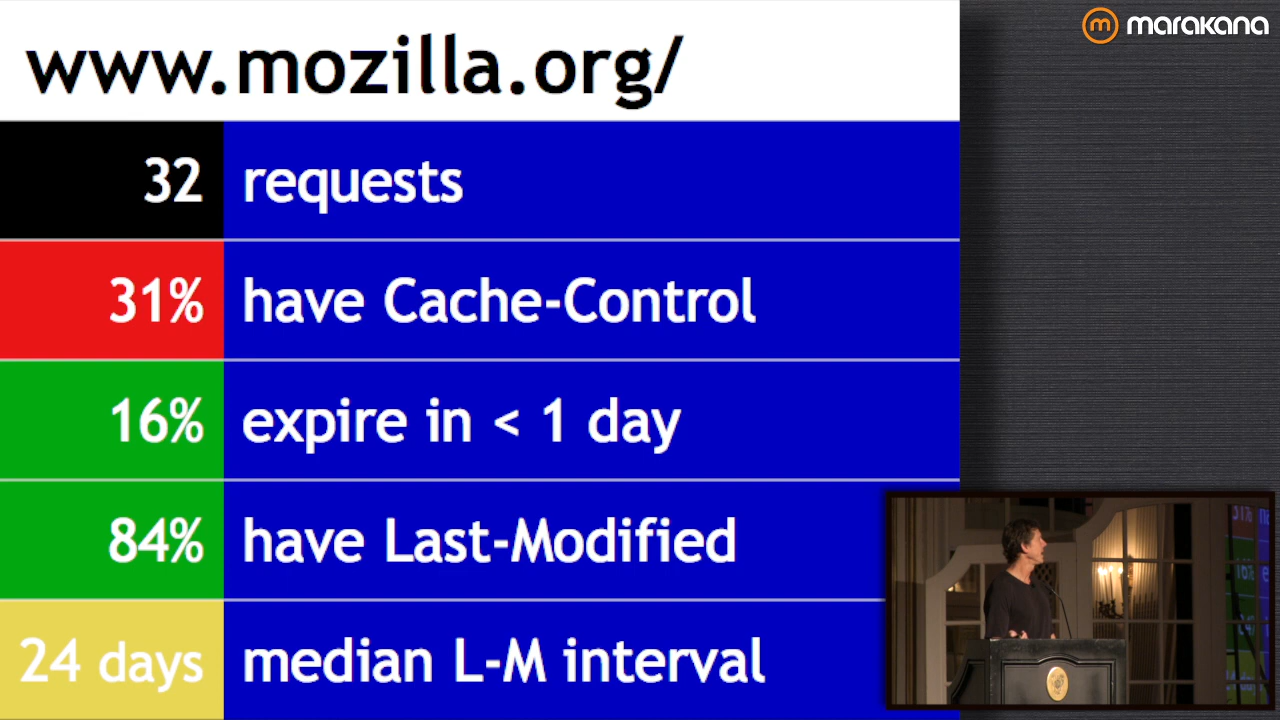 www.mozilla.org/
marakana
32 requests
31% have Cache-Control
16% expire in < 1 day
84% have Last-Modified
24 days median L-M interval